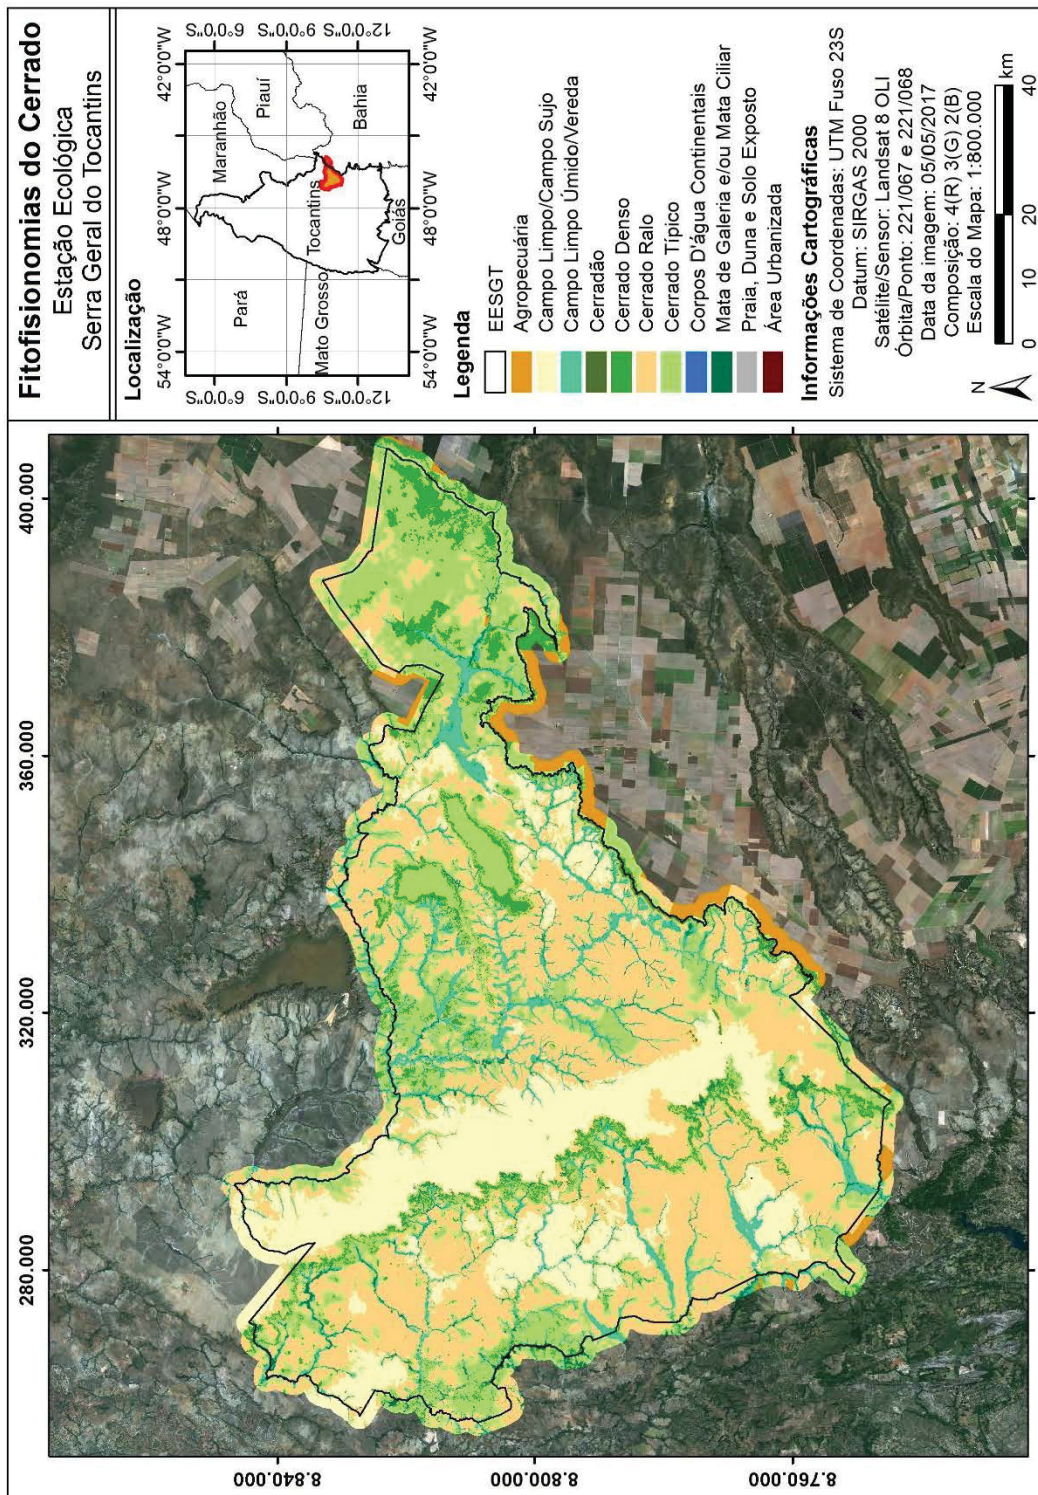 Fitofisionomias do Cerrado
Estação Ecológica
Serra Geral do Tocantins
Localização
54°0'0"W
48°0'0"W
42°0'0"W
6°0'0"S
9°0'0"S
12°0'0"S
6°0'0"S
9°0'0"S
12°0'0"S
54°0'0"W
48°0'0"W
42°0'0"W
Pará
Maranhão
Piauí
Tocantins
Mato Grosso
Bahia
Goiás
Legenda
EESGT
Agropecuária
Campo Limpo/Campo Sujo
Campo Limpo Úmido/Vereda
Cerradão
Cerrado Denso
Cerrado Ralo
Cerrado Típico
Corpos D'água Continentais
Mata de Galeria e/ou Mata Ciliar
Praia, Duna e Solo Exposto
Área Urbanizada
Informações Cartográficas
Sistema de Coordenadas: UTM Fuso 23S
Datum: SIRGAS 2000
Satélite/Sensor: Landsat 8 OLI
Órbita/Ponto: 221/067 e 221/068
Data da imagem: 05/05/2017
Composição: 4(R) 3(G) 2(B)
Escala do Mapa: 1:800.000
N
0 10 20 40
km
280.000
320.000
360.000
400.000
8.840.000
8.800.000
8.760.000